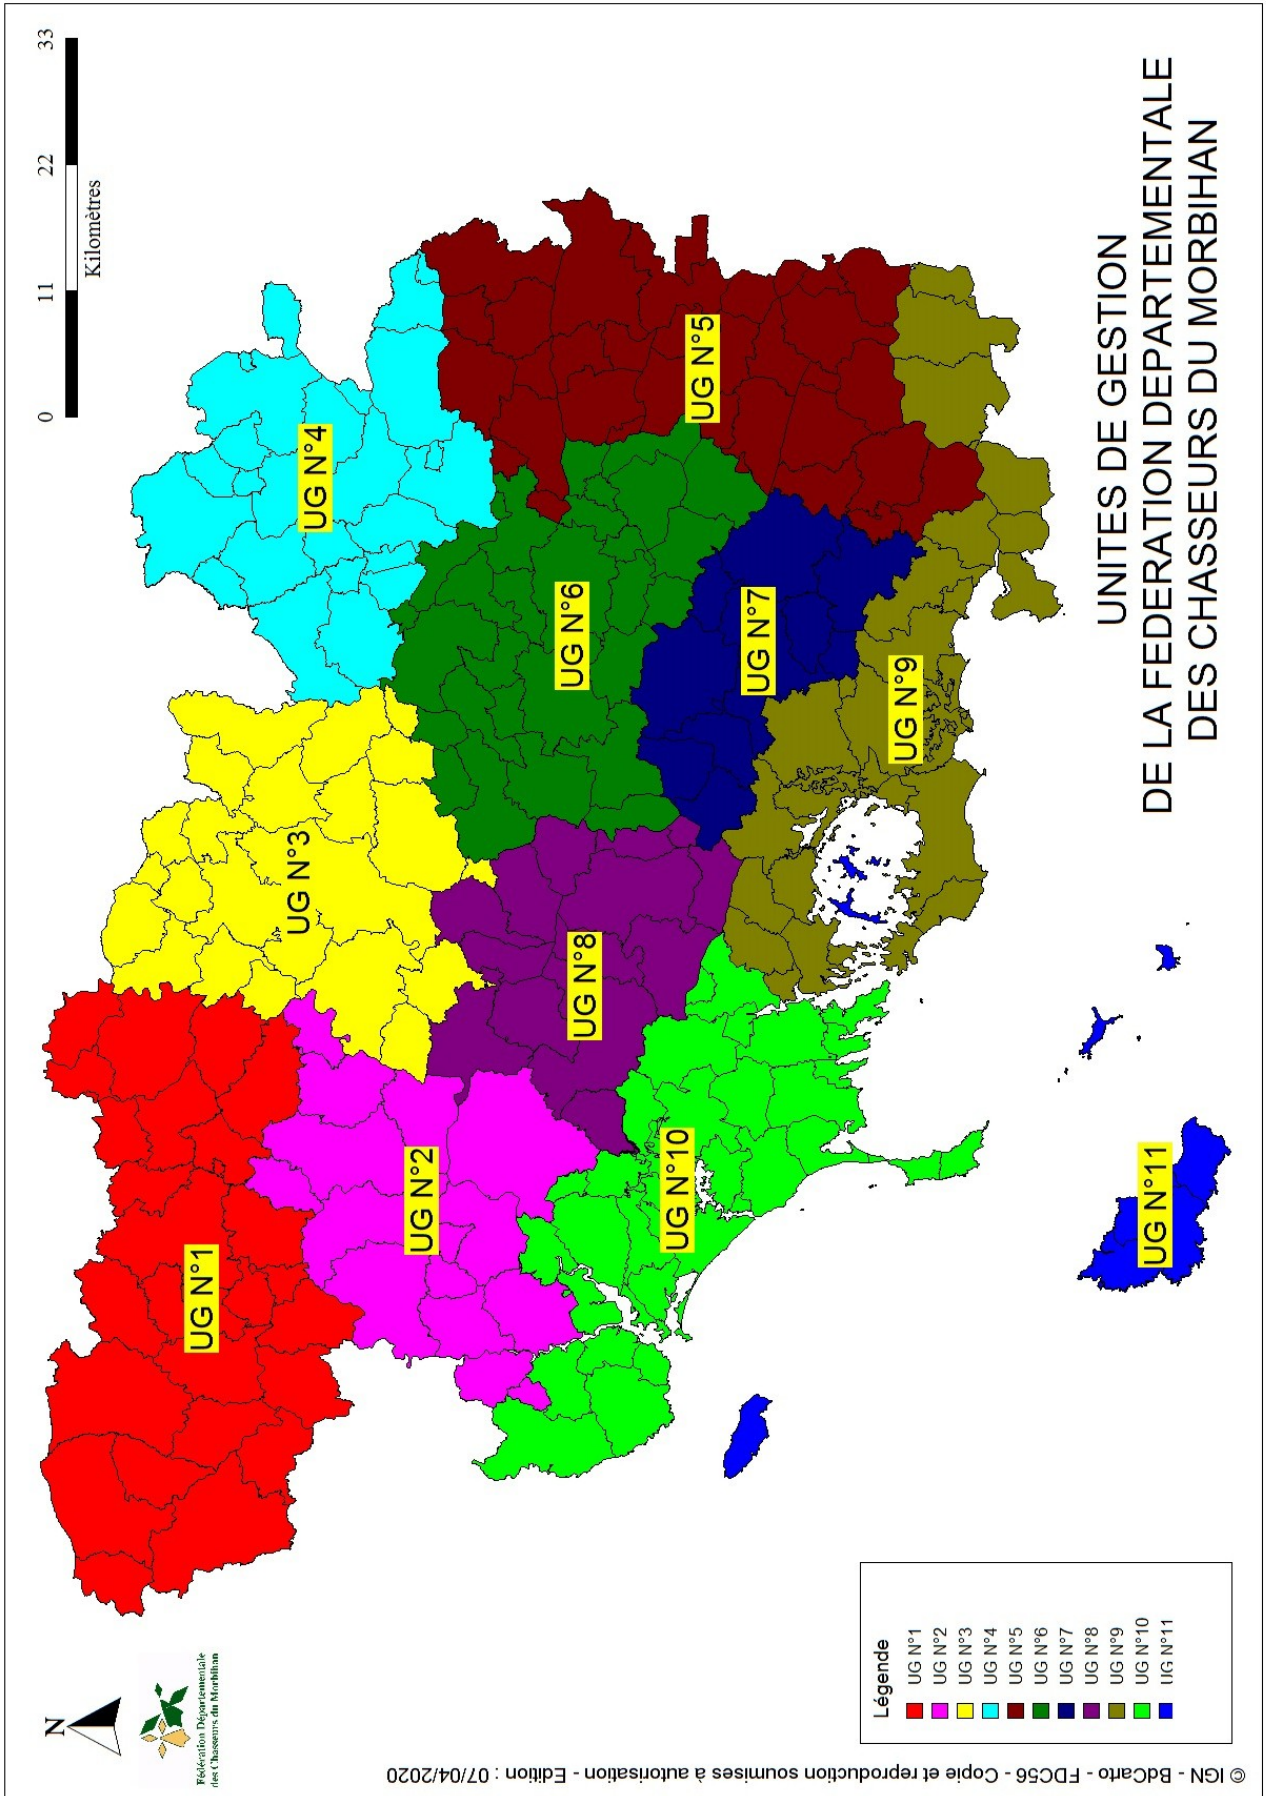 N
Fédération Départementale
des Chasseurs du Morbihan
0 11 22 33
Kilomètres
UG N°1
UG N°2
UG N°3
UG N°4
UG N°5
UG N°6
UG N°7
UG N°8
UG N°9
UG N°10
UG N°11
UNITES DE GESTION
DE LA FEDERATION DEPARTEMENTALE
DES CHASSEURS DU MORBIHAN
Légende
UG N°1
UG N°2
UG N°3
UG N°4
UG N°5
UG N°6
UG N°7
UG N°8
UG N°9
UG N°10
UG N°11
© IGN - BdCarto - FDC56 - Copie et reproduction soumises à autorisation - Edition : 07/04/2020